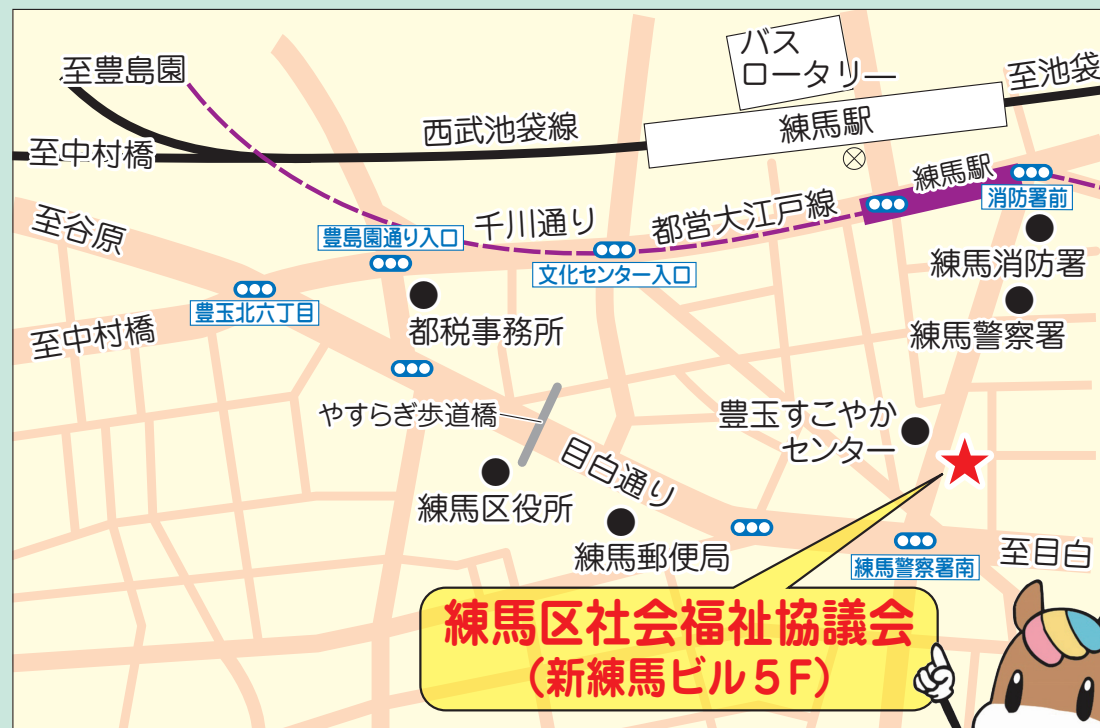 バス
ロータリー
至豊島園
至池袋
西武池袋線
練馬駅
至中村橋
練馬駅
消防署前
至谷原
千川通り
都営大江戸線
豊島園通り入口
文化センター入口
練馬消防署
豊玉北六丁目
至中村橋
都税事務所
練馬警察署
やすらぎ歩道橋
豊玉すこやか
センター
目白通り
練馬区役所
練馬郵便局
至目白
練馬警察署南
練馬区社会福祉協議会
(新練馬ビル5F)